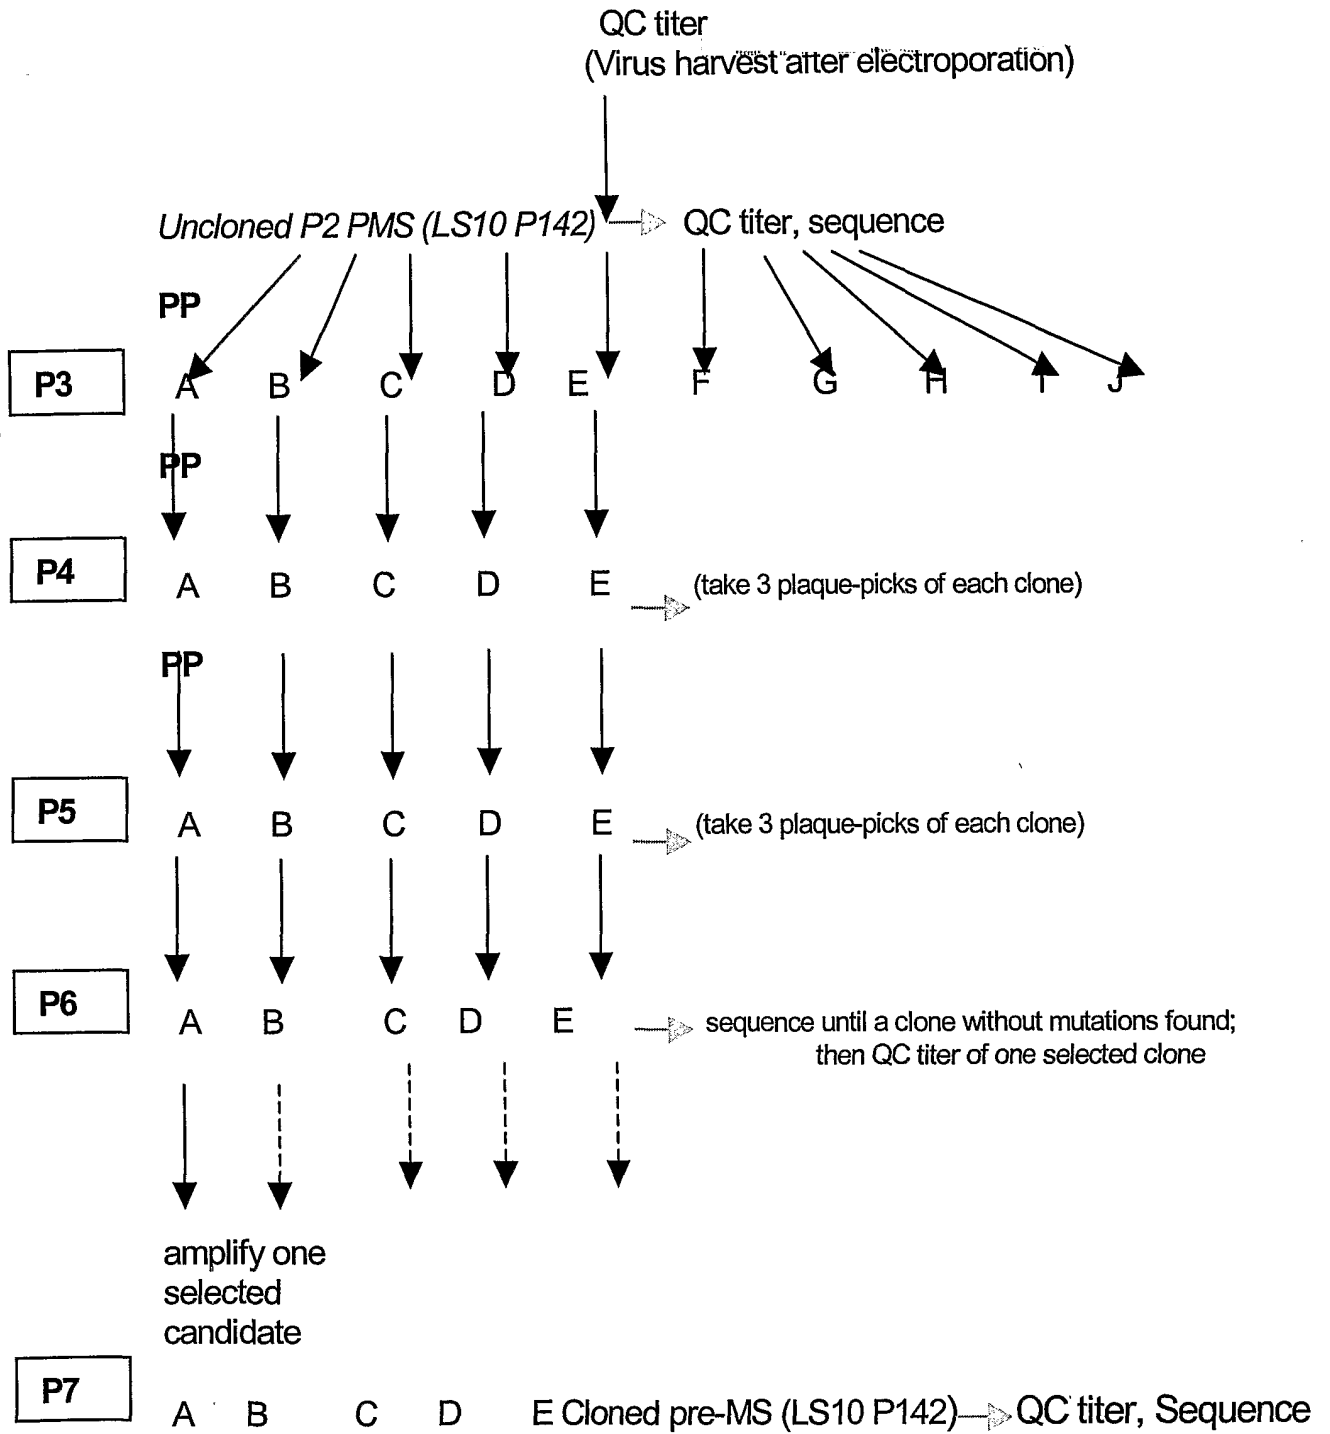 QC titer
(Virus harvest after electroporation)
Uncloned P2 PMS (LS10 P142) QC titer, sequence
PP
P3 A B C D E F G H I J
PP
P4 A B C D E (take 3 plaque-picks of each clone)
PP
P5 A B C D E (take 3 plaque-picks of each clone)
P6 A B C D E sequence until a clone without mutations found;
then QC titer of one selected clone
amplify one
selected
candidate
P7 A B C D E Cloned pre-MS (LS10 P142) QC titer, Sequence